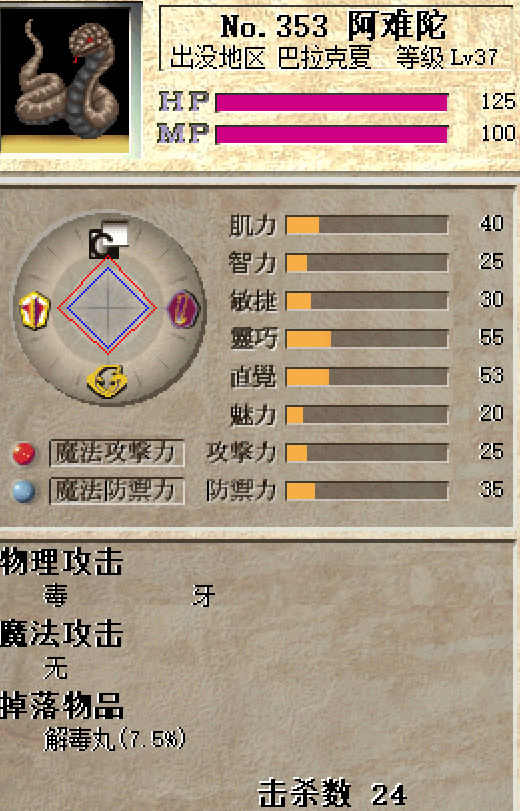 No.353 阿难陀
出没地区 巴拉克夏 等级 Lv37
HP 125
MP 100
肌力 40
智力 25
敏捷 30
靈巧 55
直覺 53
魅力 20
魔法攻撃力 攻撃力 25
魔法防禦力 防禦力 35
物理攻击
毒 牙
魔法攻击
无
掉落物品
解毒丸(7.5%)
击杀数 24